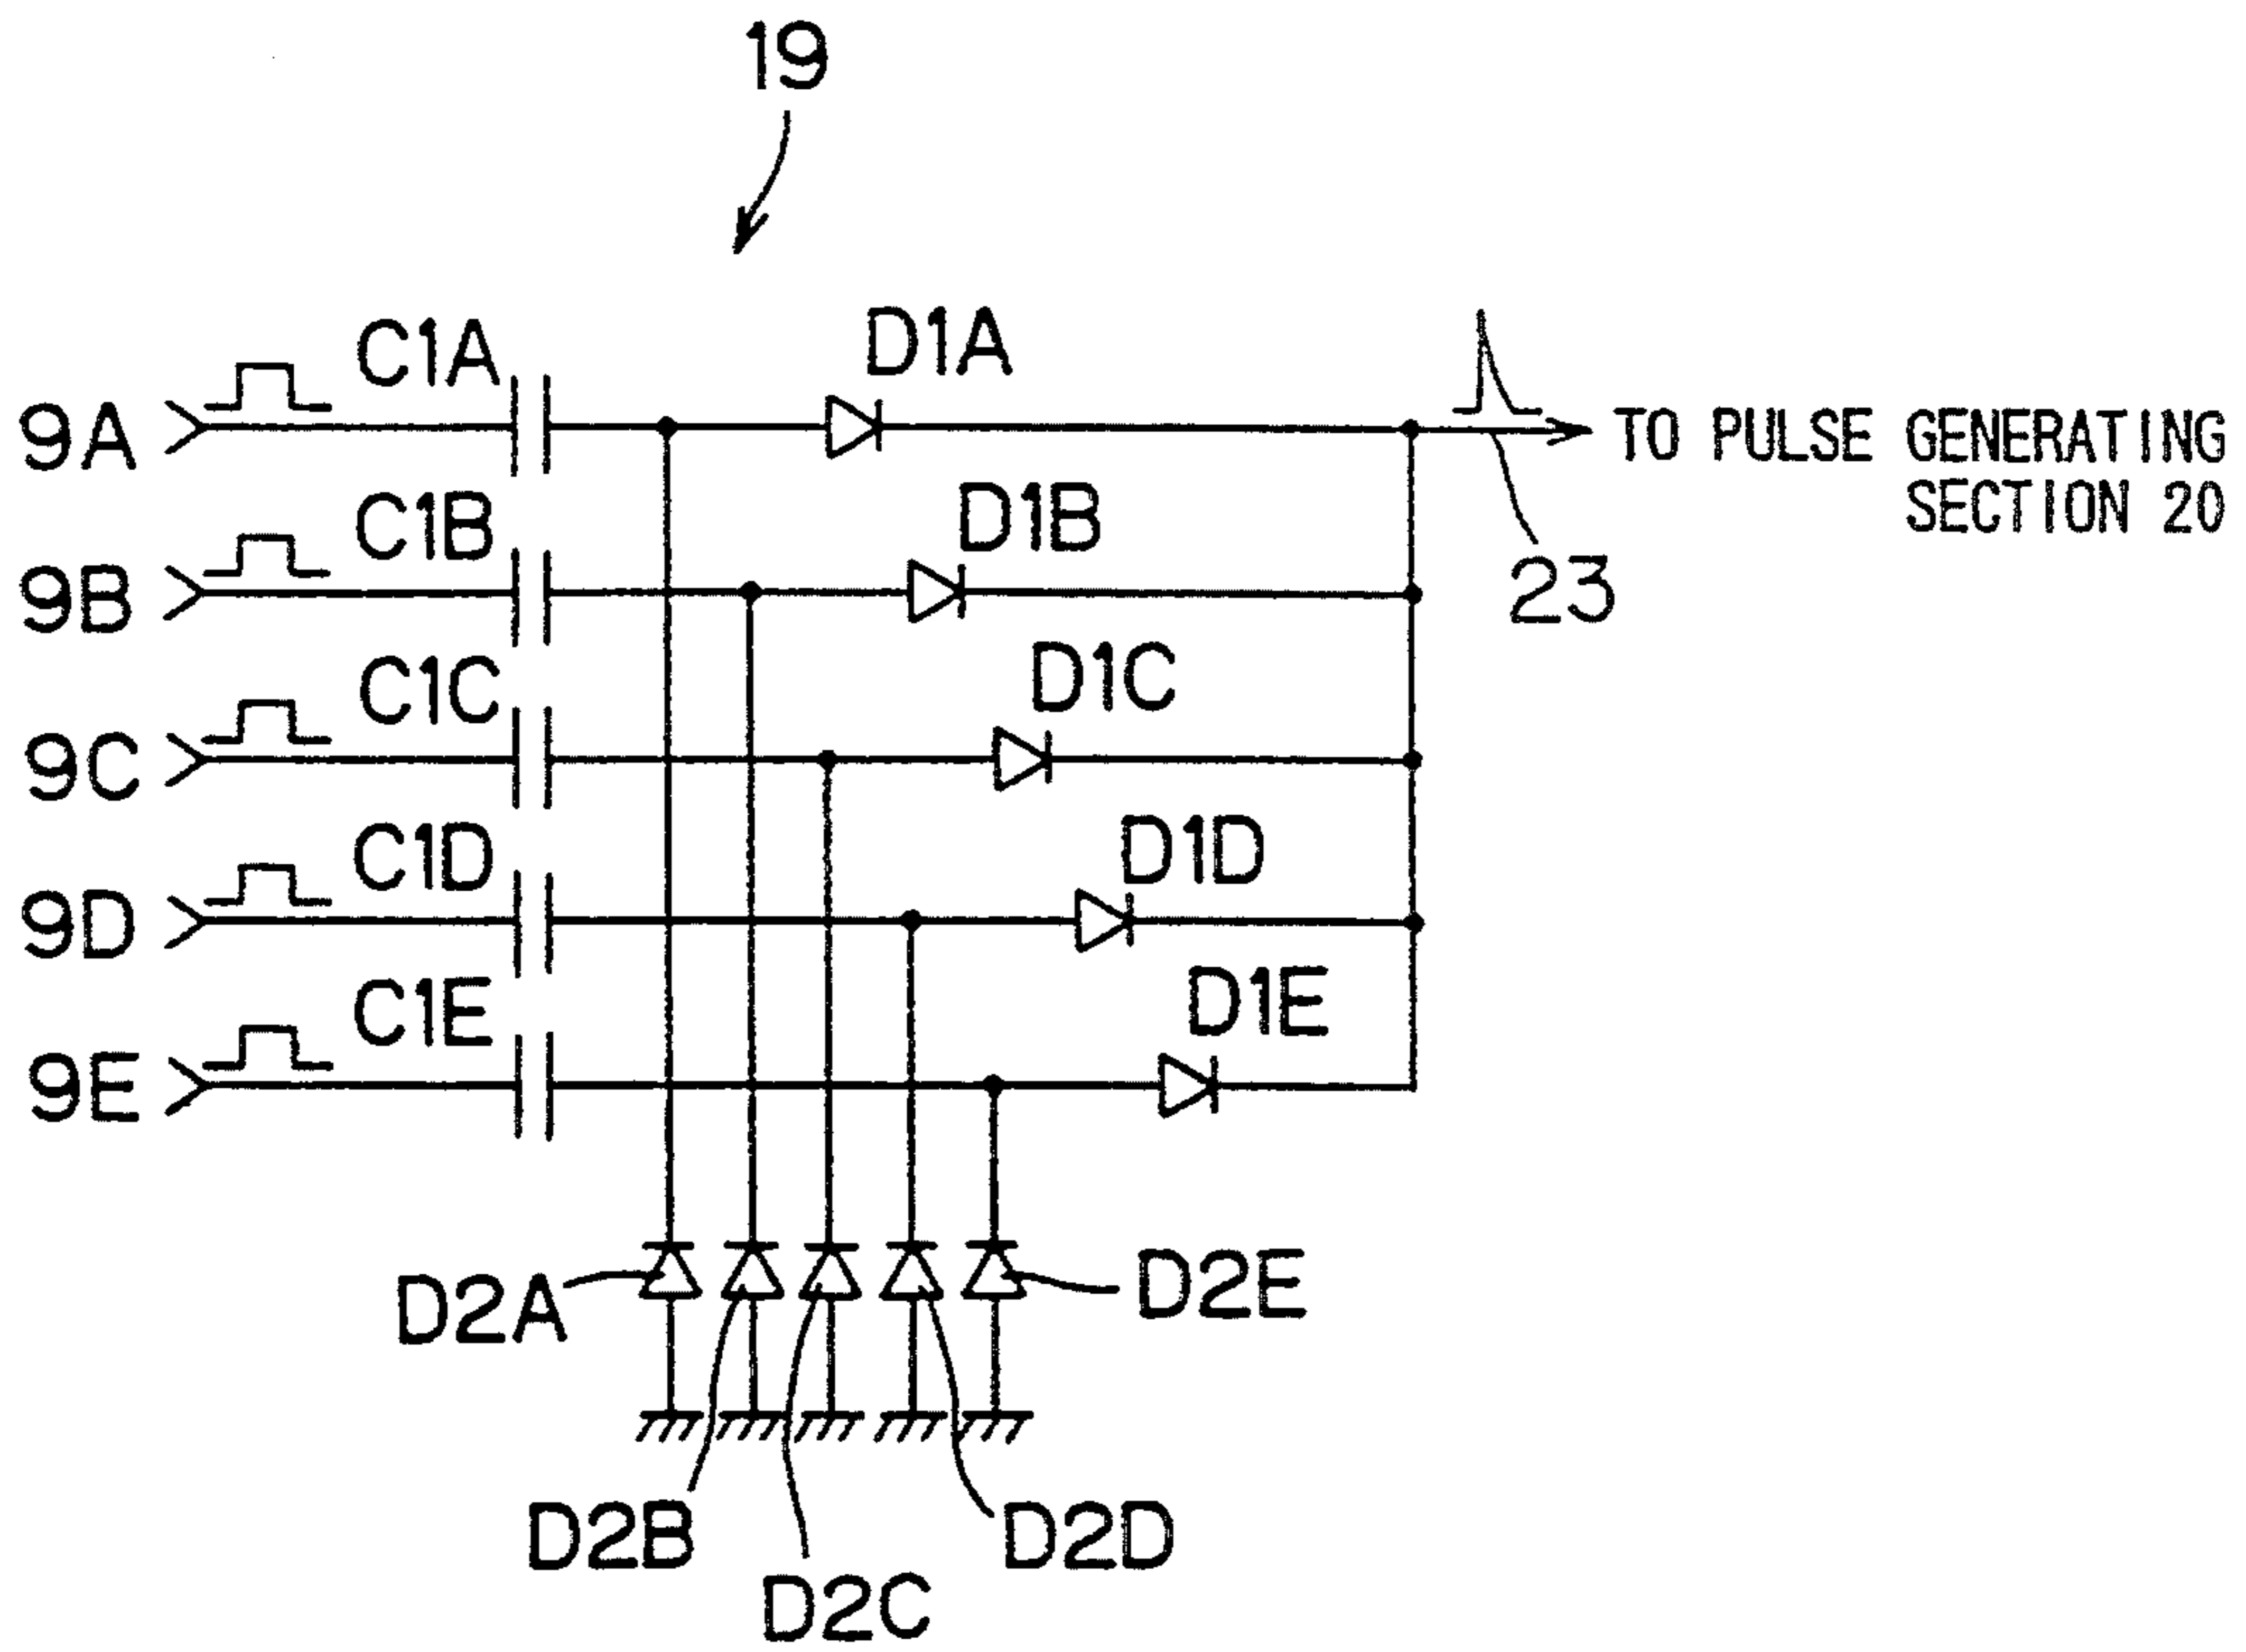 19
C1A
D1A
9A
TO PULSE GENERATING
SECTION 20
C1B
D1B
9B
23
C1C
D1C
9C
C1D
D1D
9D
C1E
D1E
9E
D2A
D2E
D2B
D2D
D2C